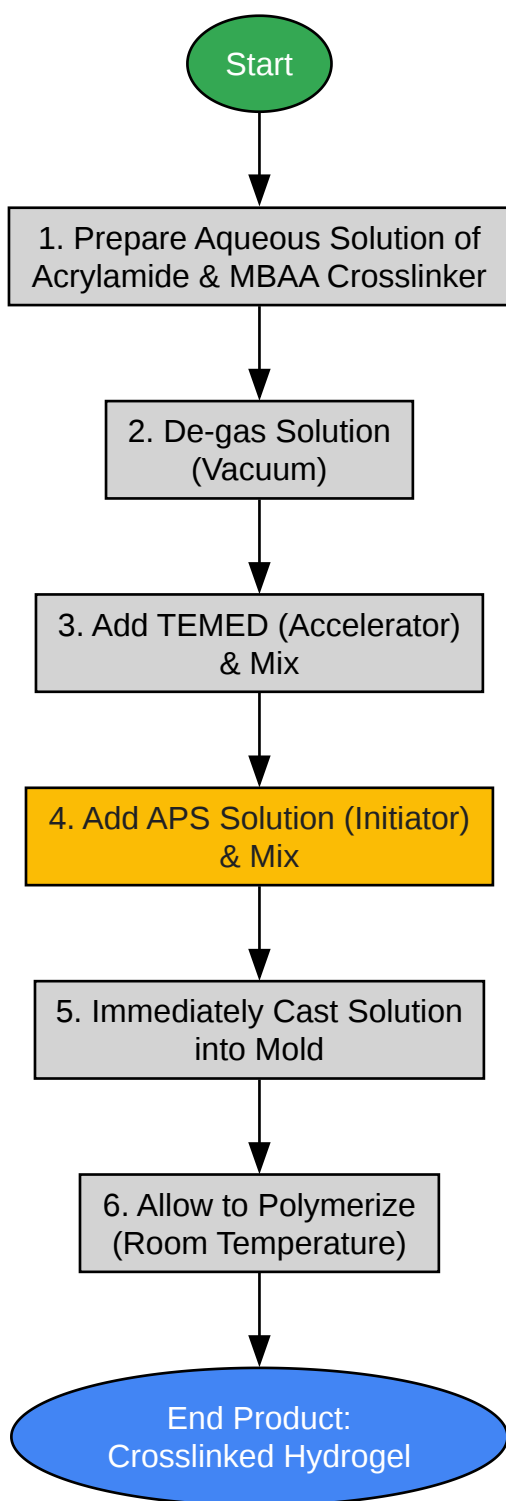 Start
1. Prepare Aqueous Solution of
Acrylamide & MBAA Crosslinker
2. De-gas Solution
(Vacuum)
3. Add TEMED (Accelerator)
& Mix
4. Add APS Solution (Initiator)
& Mix
5. Immediately Cast Solution
into Mold
6. Allow to Polymerize
(Room Temperature)
End Product:
Crosslinked Hydrogel